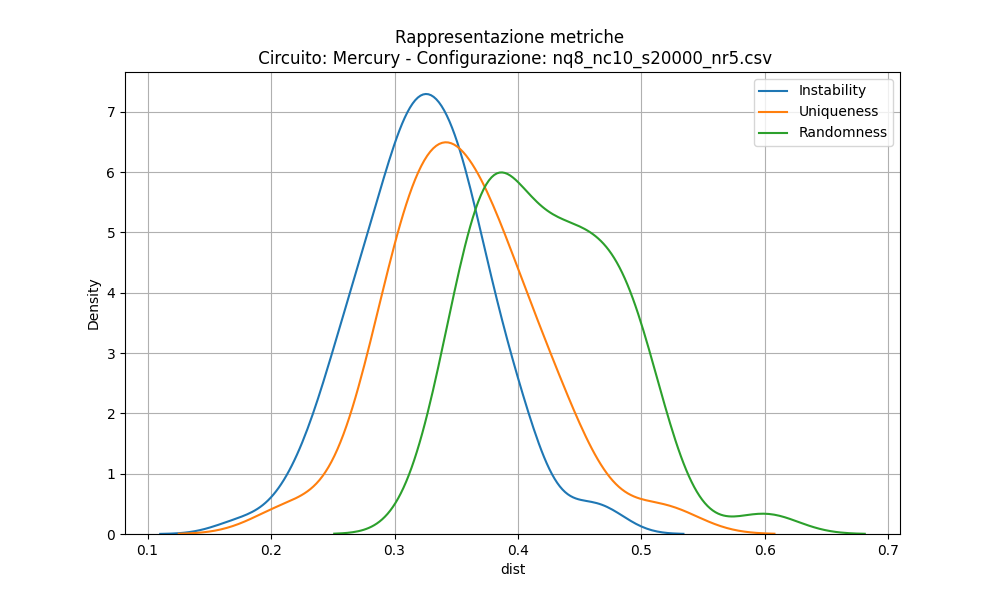 Rappresentazione metriche
Circuito: Mercury - Configurazione: nq8_nc10_s20000_nr5.csv
Instability
Uniqueness
Randomness
7
6
5
4
3
2
1
0
Density
0.1 0.2 0.3 0.4 0.5 0.6 0.7
dist